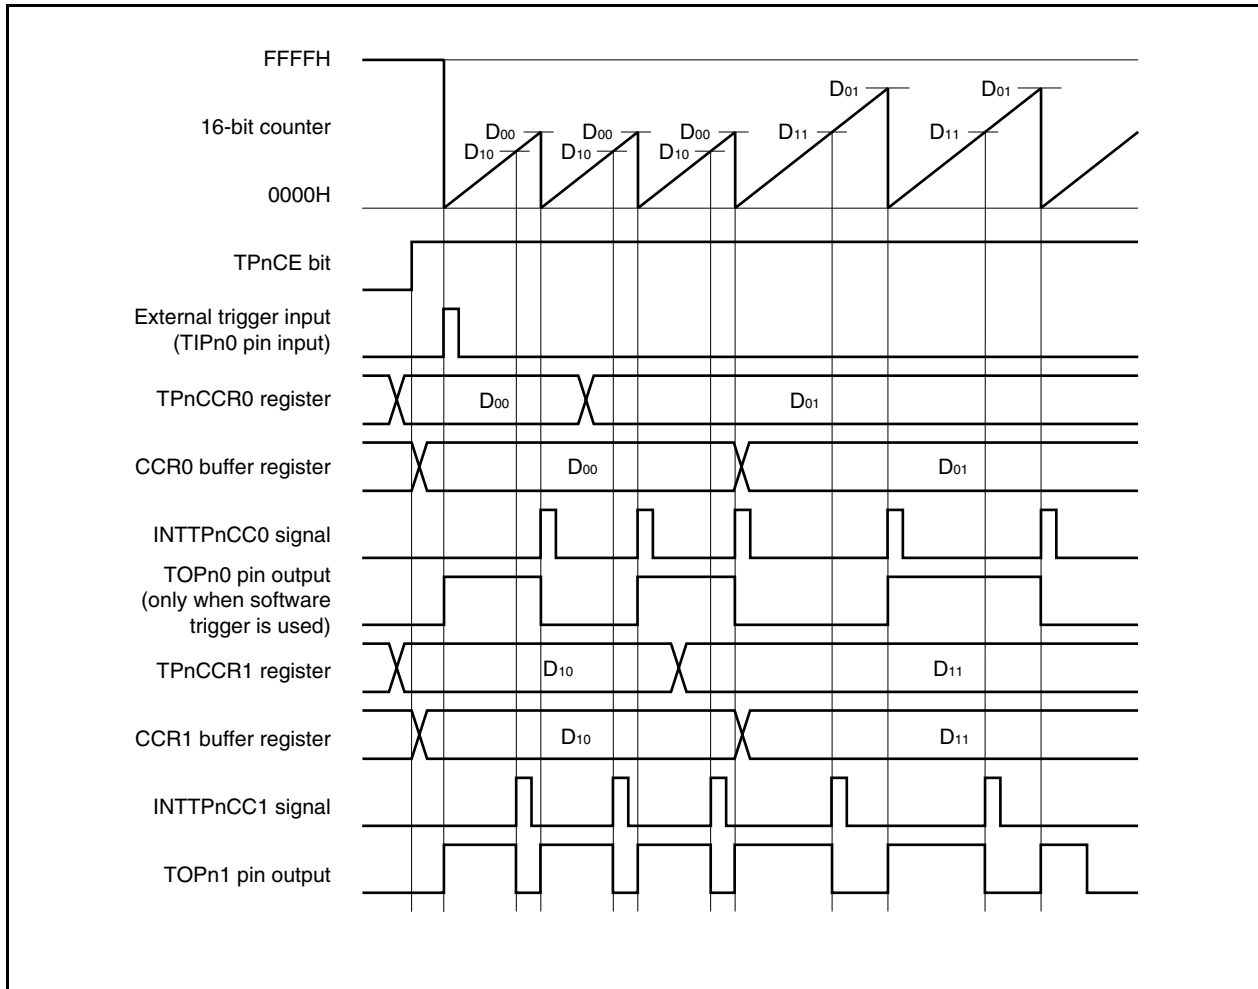 FFFFH
16-bit counter
0000H
D00 D00 D00 D01 D01
D10 D10 D10 D11 D11
TPnCE bit
External trigger input
(TIPn0 pin input)
TPnCCR0 register
D00 D01
CCR0 buffer register
D00 D01
INTTPnCC0 signal
TOPn0 pin output
(only when software
trigger is used)
TPnCCR1 register
D10 D11
CCR1 buffer register
D10 D11
INTTPnCC1 signal
TOPn1 pin output